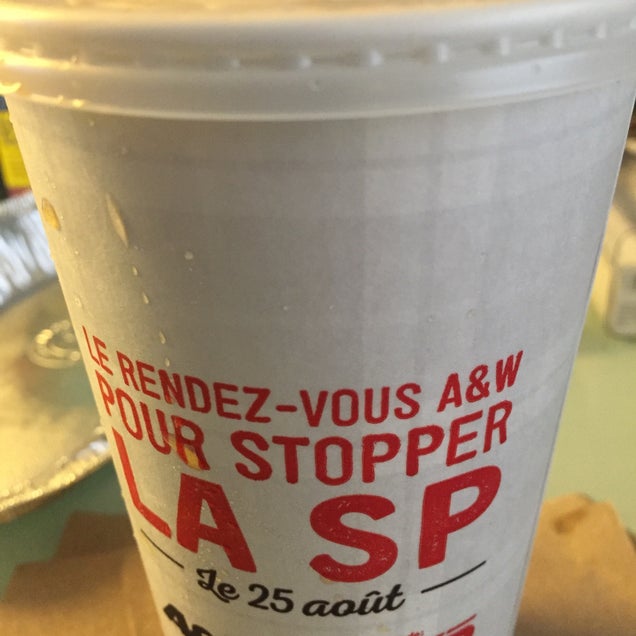 LE RENDEZ-VOUS A&W
POUR STOPPER
LA SP
Le 25 août